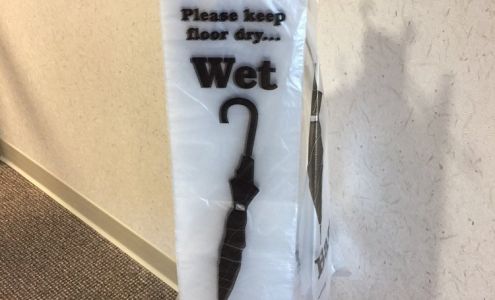 Please keep
floor dry...
Wet